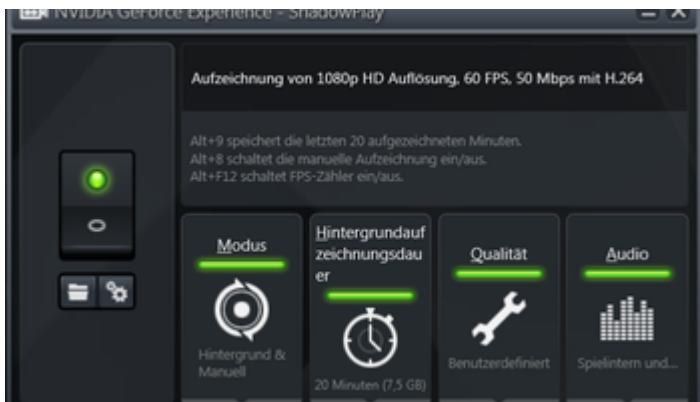 NVIDIA GeForce Experience - ShadowPlay
Aufzeichnung von 1080p HD Auflösung, 60 FPS, 50 Mbps mit H.264
Alt+9 speichert die letzten 20 aufgezeichneten Minuten.
Alt+8 schaltet die manuelle Aufzeichnung ein/aus.
Alt+F12 schaltet FPS-Zähler ein/aus.
Modus
Hintergrund &
Manuell
Hintergrundauf
zeichnungsdau
er
20 Minuten (7,5 GB)
Qualität
Benutzerdefiniert
Audio
Spielintern und...